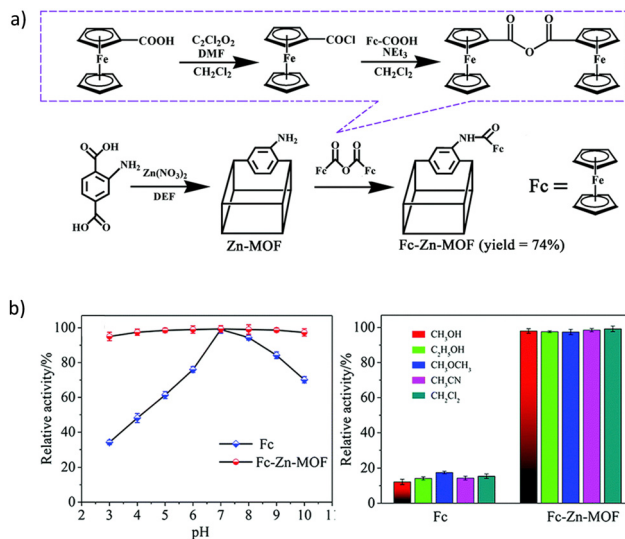 a)
COOH
Fe
C2Cl2O2
DMF
CH2Cl2
COCl
Fe
Fc-COOH
NEt3
CH2Cl2
O O
O
Fe Fe
OH
O
NH2
O
HO
Zn(NO3)2
DEF
NH2
Zn-MOF
O O
Fc O Fc
NH O
Fc
Fc-Zn-MOF (yield = 74%)
Fc =
Fe
b)
Relative activity/%
100
80
60
40
20
0
2 3 4 5 6 7 8 9 10 11
pH
Fc
Fc-Zn-MOF
Relative activity/%
100
80
60
40
20
0
CH3OH
C2H5OH
CH3OCH3
CH3CN
CH2Cl2
Fc Fc-Zn-MOF